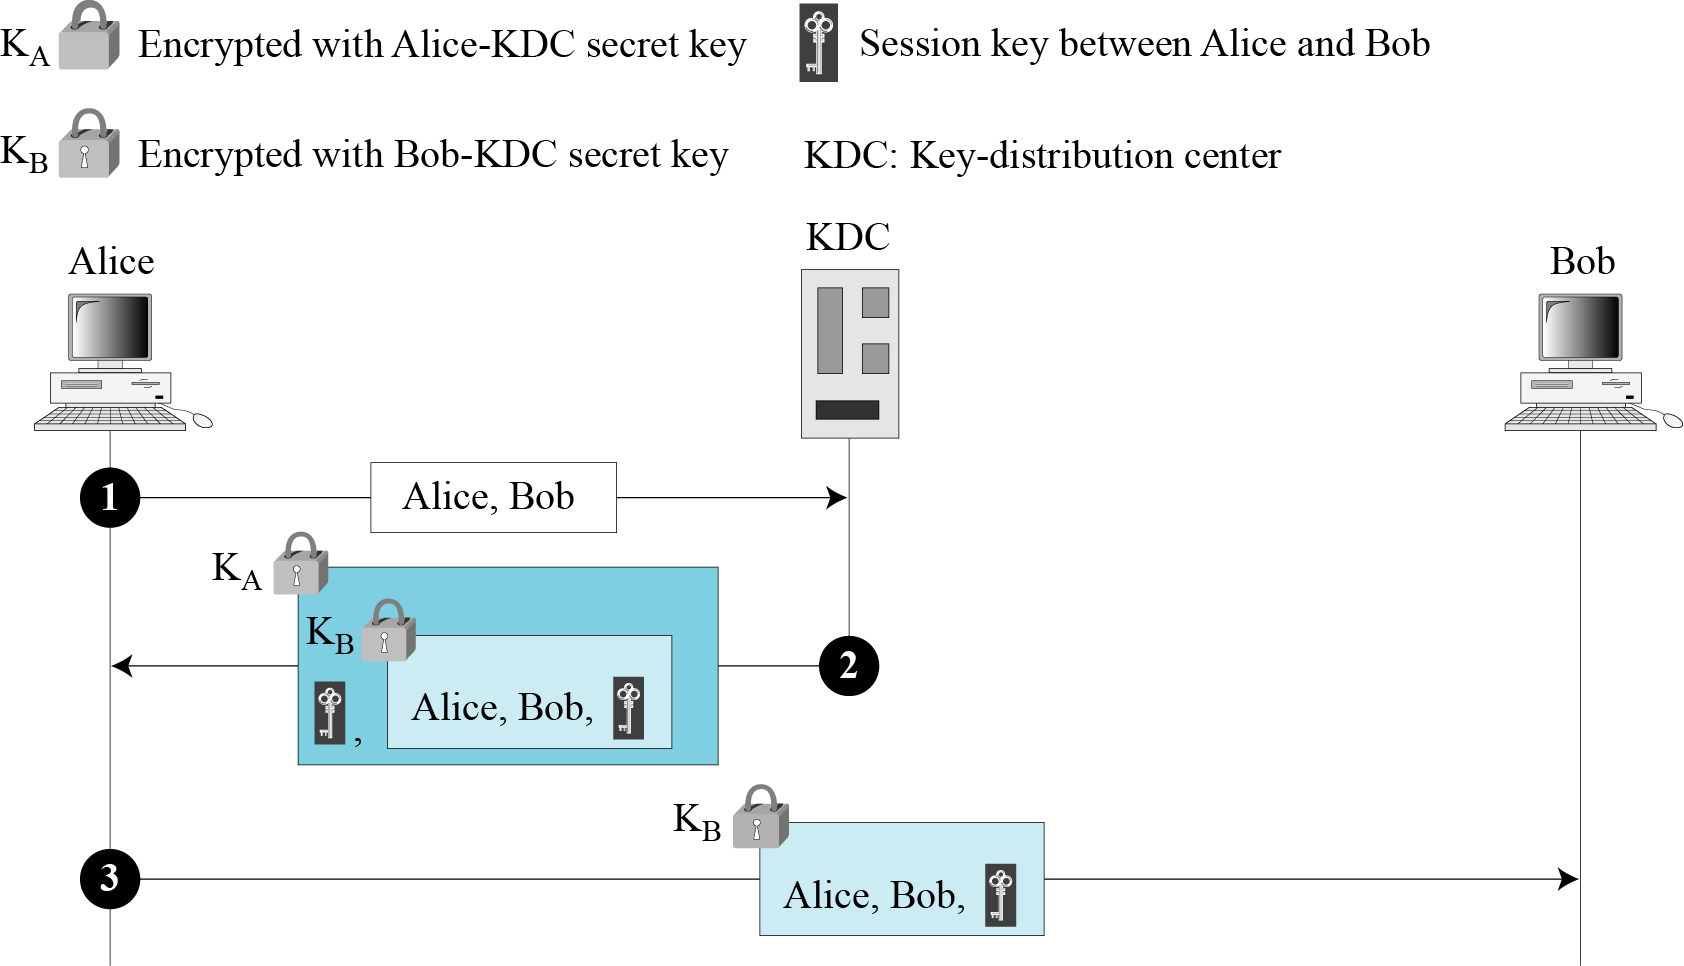 K_A Encrypted with Alice-KDC secret key
Session key between Alice and Bob
K_B Encrypted with Bob-KDC secret key
KDC: Key-distribution center
Alice
KDC
Bob
1
Alice, Bob
K_A
K_B
,
Alice, Bob,
2
K_B
3
Alice, Bob,